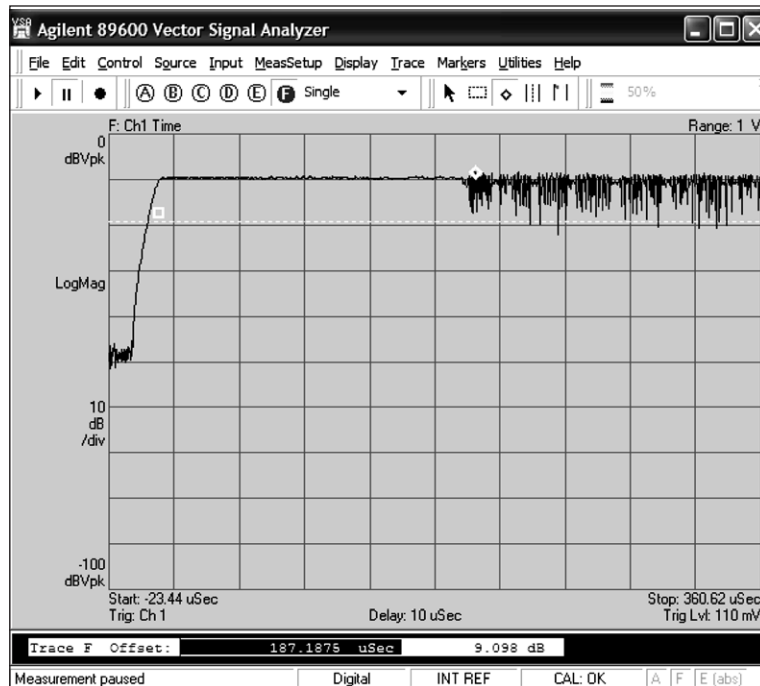 VSA
Agilent 89600 Vector Signal Analyzer
File Edit Control Source Input MeasSetup Display Trace Markers Utilities Help
A B C D E F Single 50%
F: Ch1 Time Range: 1 V
0
dBVpk
LogMag
10
dB
/div
-100
dBVpk
Start: -23.44 uSec Stop: 360.62 uSec
Trig: Ch 1 Delay: 10 uSec Trig Lvl: 110 mV
Trace F Offset: 187.1875 uSec 9.098 dB
Measurement paused Digital INT REF CAL: OK A F E (abs)